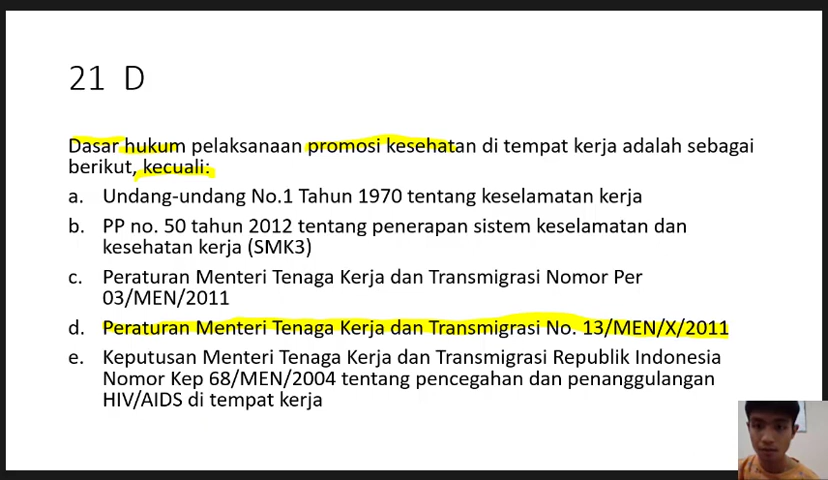 21 D
Dasar hukum pelaksanaan promosi kesehatan di tempat kerja adalah sebagai
berikut, kecuali:
a. Undang-undang No.1 Tahun 1970 tentang keselamatan kerja
b. PP no. 50 tahun 2012 tentang penerapan sistem keselamatan dan
kesehatan kerja (SMK3)
c. Peraturan Menteri Tenaga Kerja dan Transmigrasi Nomor Per
03/MEN/2011
d. Peraturan Menteri Tenaga Kerja dan Transmigrasi No. 13/MEN/X/2011
e. Keputusan Menteri Tenaga Kerja dan Transmigrasi Republik Indonesia
Nomor Kep 68/MEN/2004 tentang pencegahan dan penanggulangan
HIV/AIDS di tempat kerja